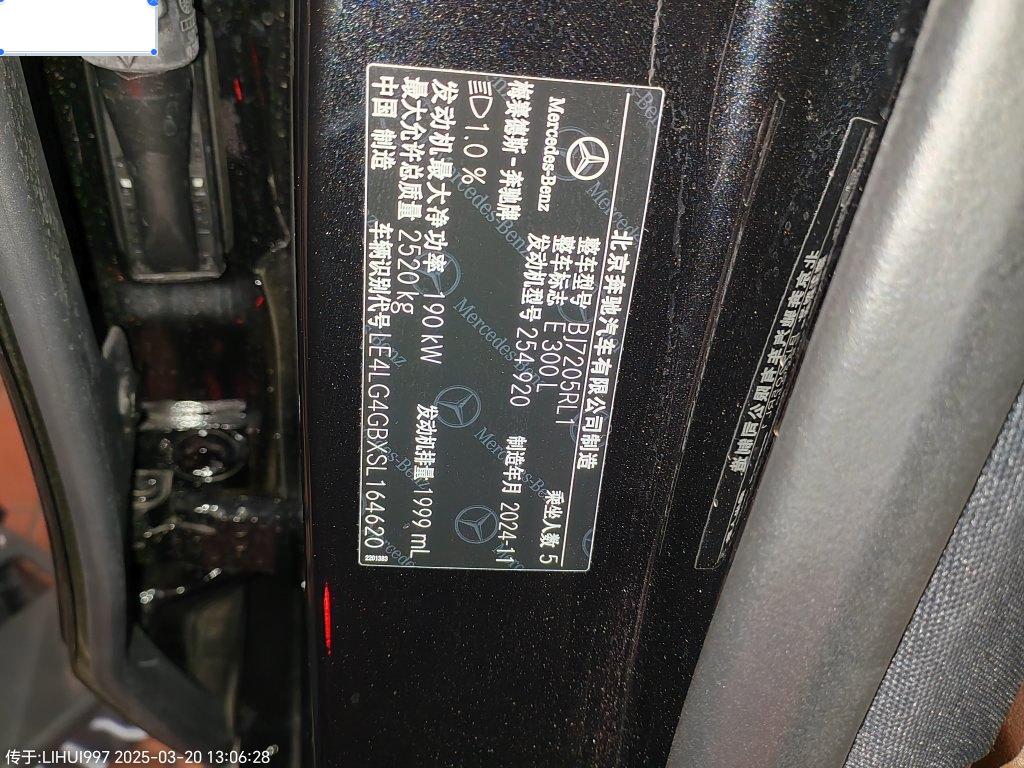 北京奔驰汽车有限公司制造
Mercedes-Benz
梅赛德斯-奔驰牌
整车型号 BJ7205RL1
乘坐人数 5
整车标志 E 300 L
发动机型号 254 920
制造年月 2024-11
1.0 %
发动机最大净功率 190 kW
发动机排量 1999 mL
最大允许总质量 2520 kg
中国 制造
车辆识别代号 LE4LG4GBXSL164620
2201383
传于:LIHUI997 2025-03-20 13:06:28